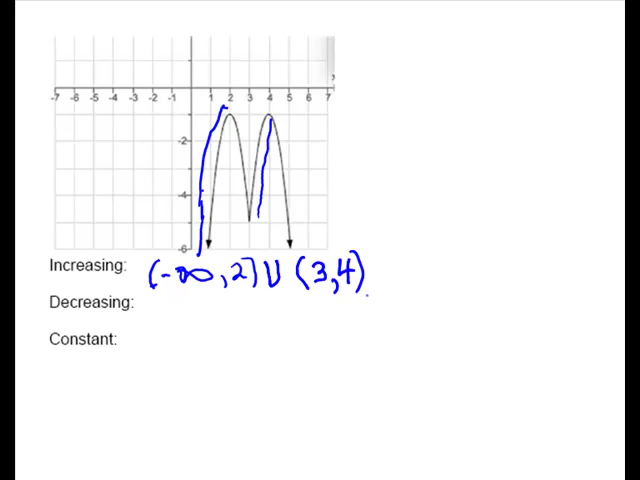 -7 -6 -5 -4 -3 -2 -1 1 2 3 4 5 6 7
-2
-4
-6
Increasing: (-∞, 2) ∪ (3,4)
Decreasing:
Constant: